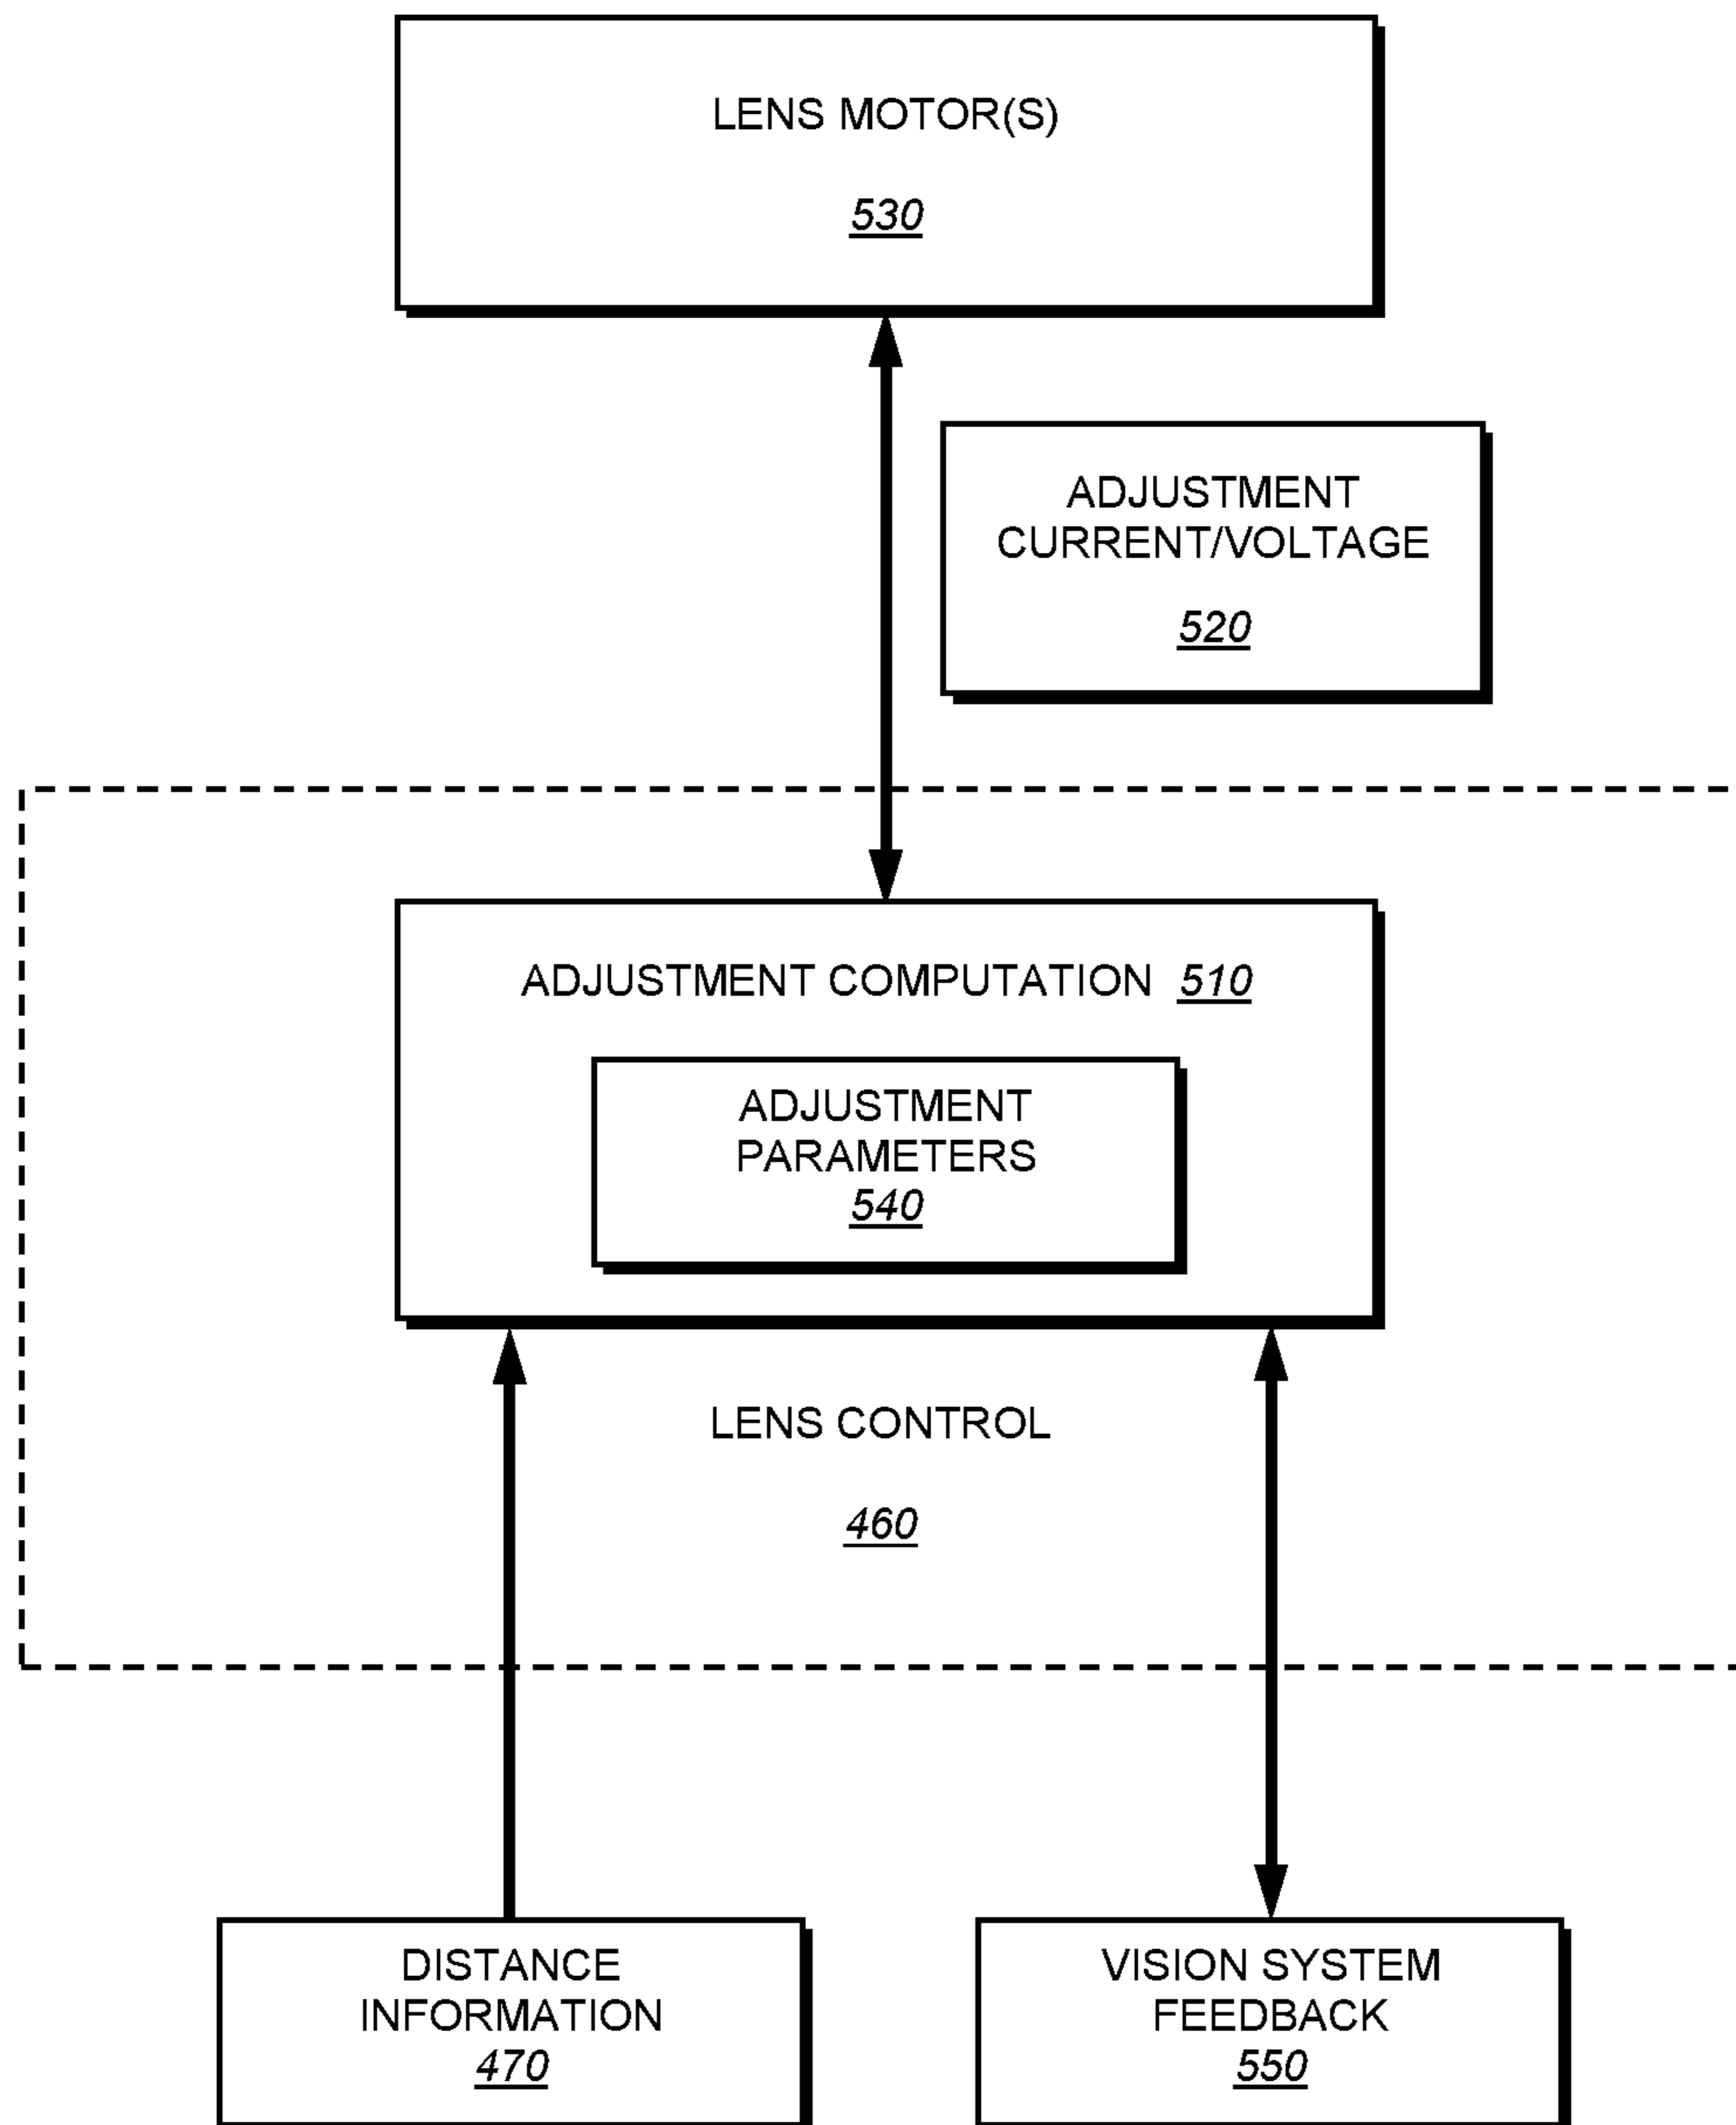 LENS MOTOR(S)
530
ADJUSTMENT
CURRENT/VOLTAGE
520
ADJUSTMENT COMPUTATION 510
ADJUSTMENT
PARAMETERS
540
LENS CONTROL
460
DISTANCE
INFORMATION
470
VISION SYSTEM
FEEDBACK
550